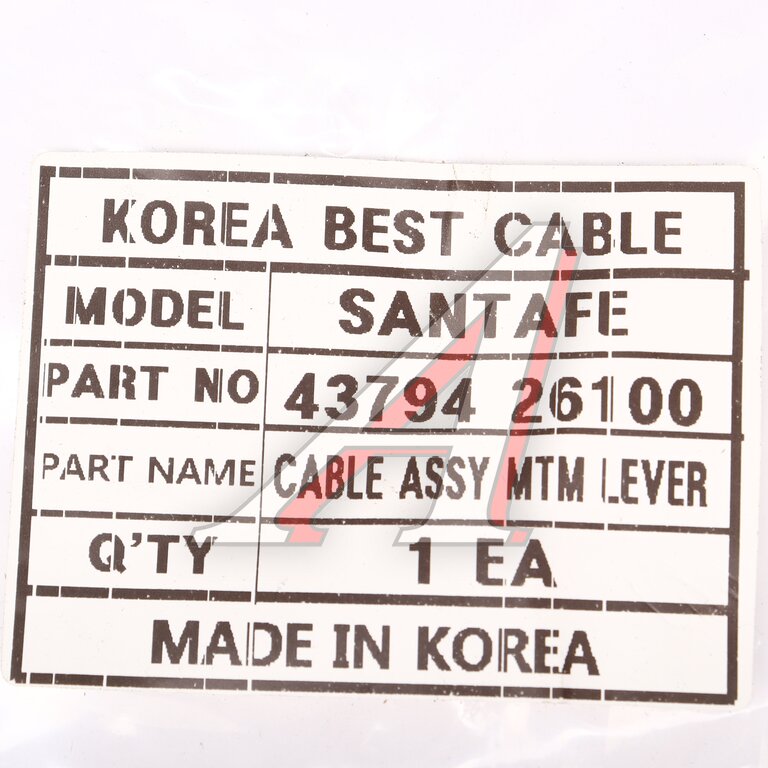 KOREA BEST CABLE
MODEL SANTAFE
PART NO 43794 26100
PART NAME CABLE ASSY MTM LEVER
Q'TY 1 EA
MADE IN KOREA